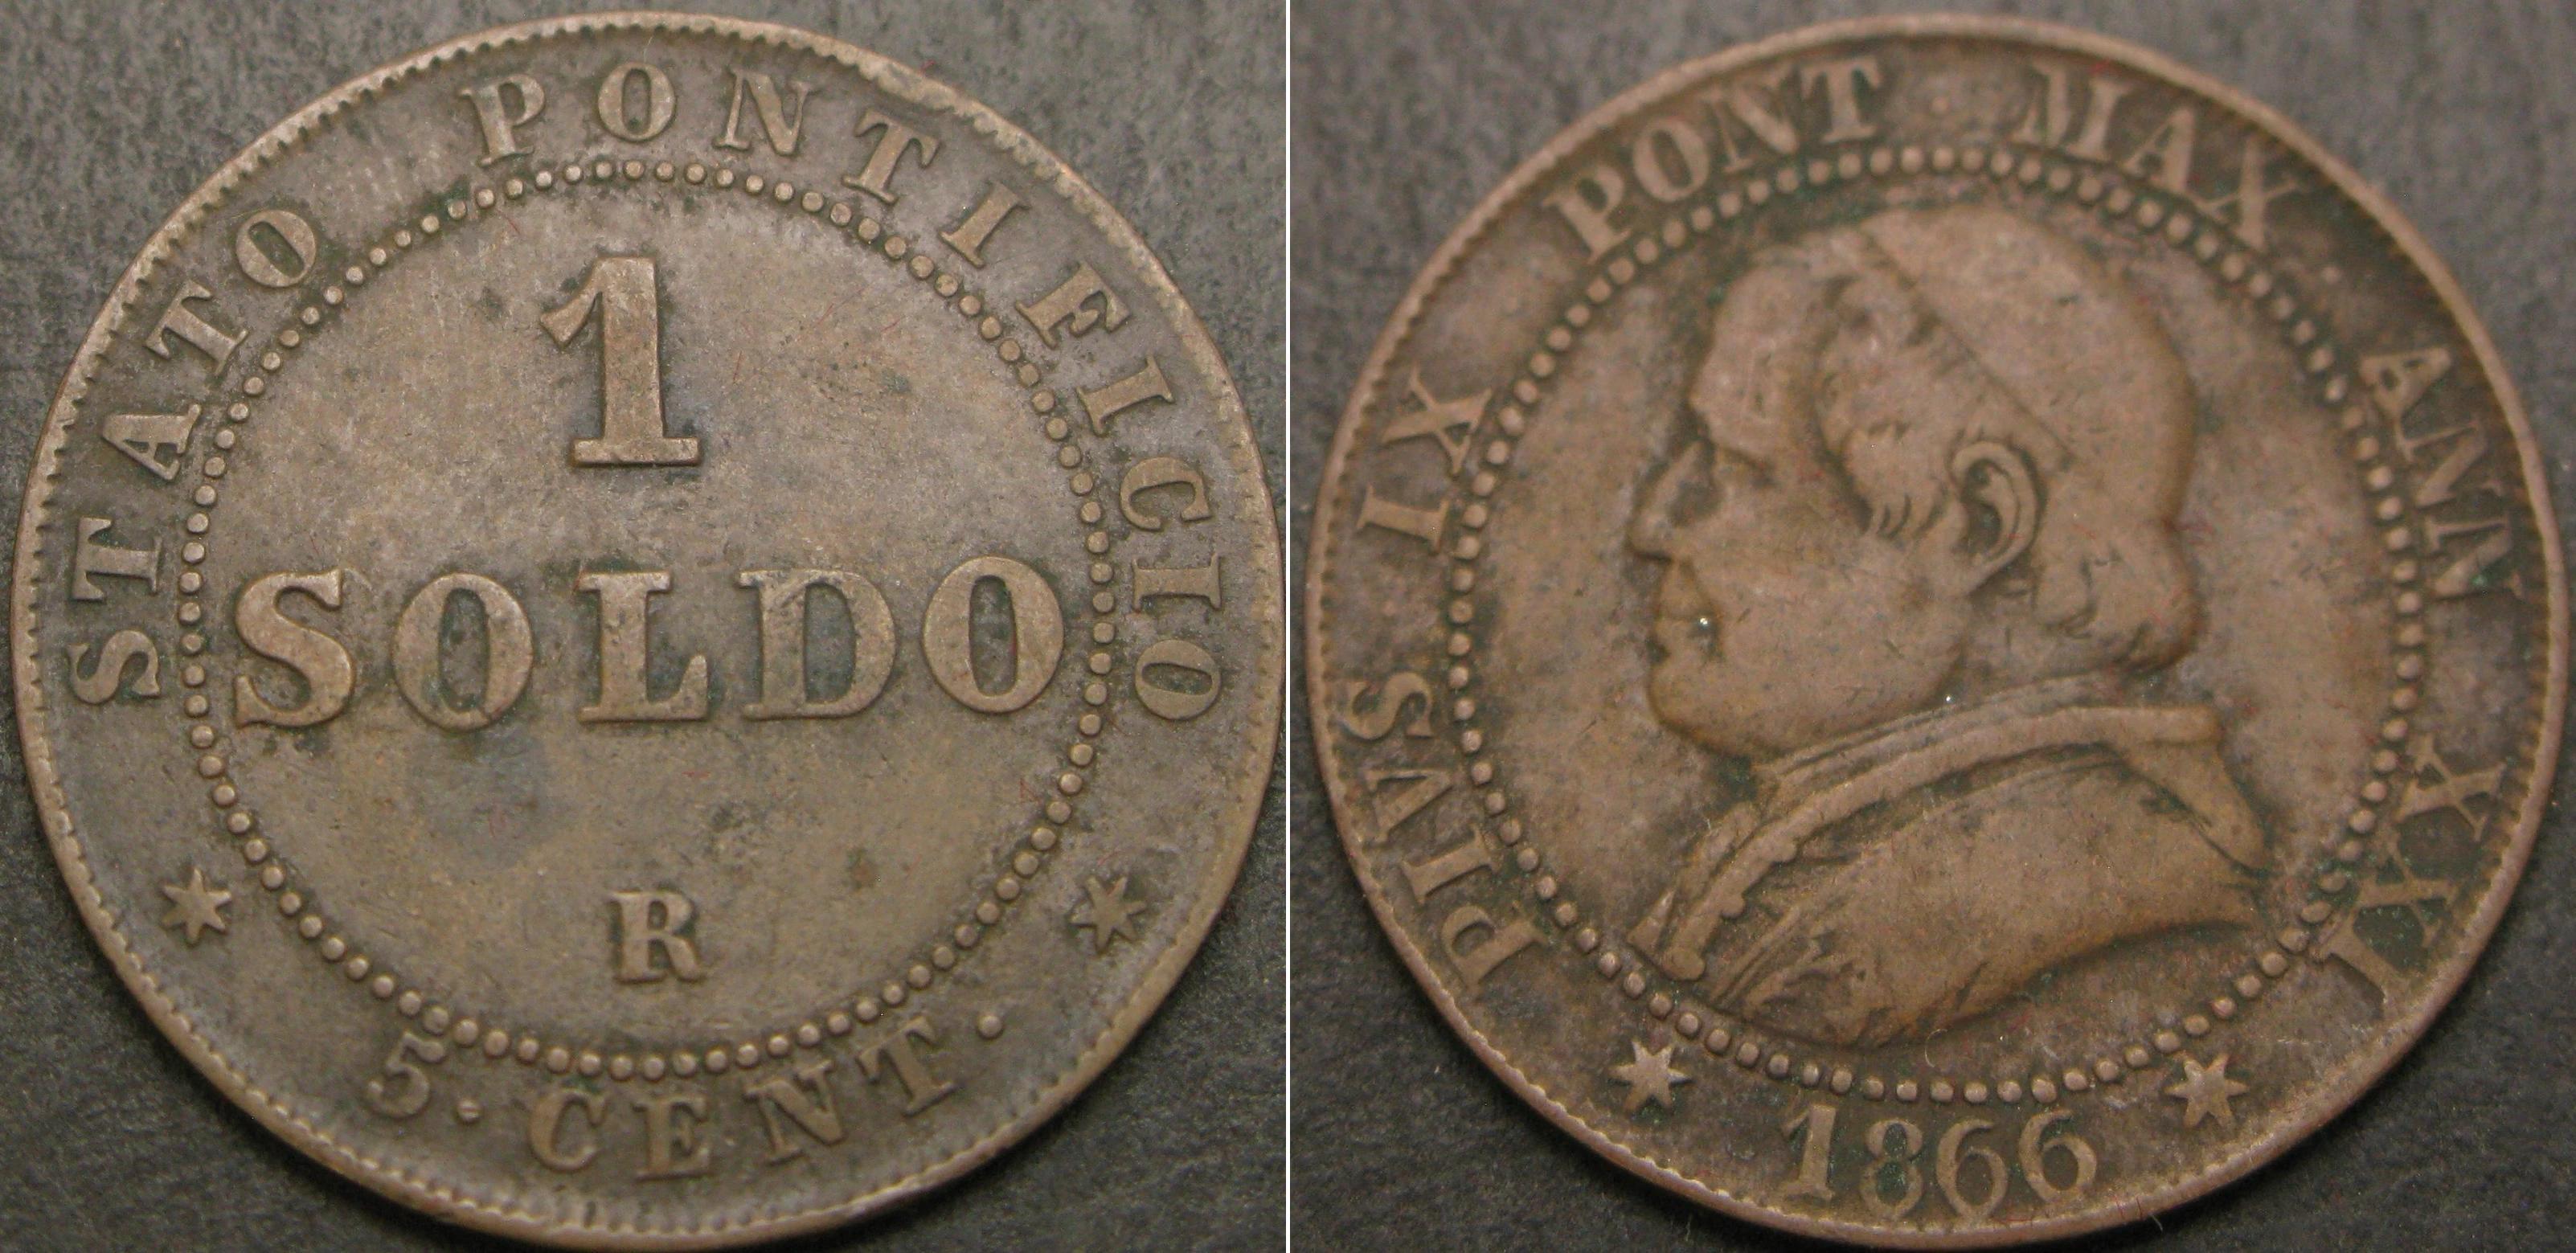 STATO PONTIFICIO
1
SOLDO
R
5. CENT.
PIVS IX PONT MAX ANN XXI
1866